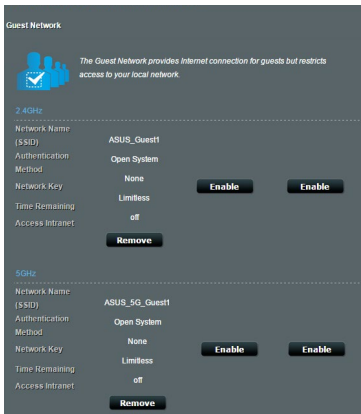 Guest Network
The Guest Network provides Internet connection for guests but restricts
access to your local network.
2.4GHz
Network Name
(SSID)
ASUS_Guest1
Authentication
Method
Open System
Network Key
None
Enable
Enable
Time Remaining
Limitless
Access Intranet
off
Remove
5GHz
Network Name
(SSID)
ASUS_5G_Guest1
Authentication
Method
Open System
Network Key
None
Enable
Enable
Time Remaining
Limitless
Access Intranet
off
Remove